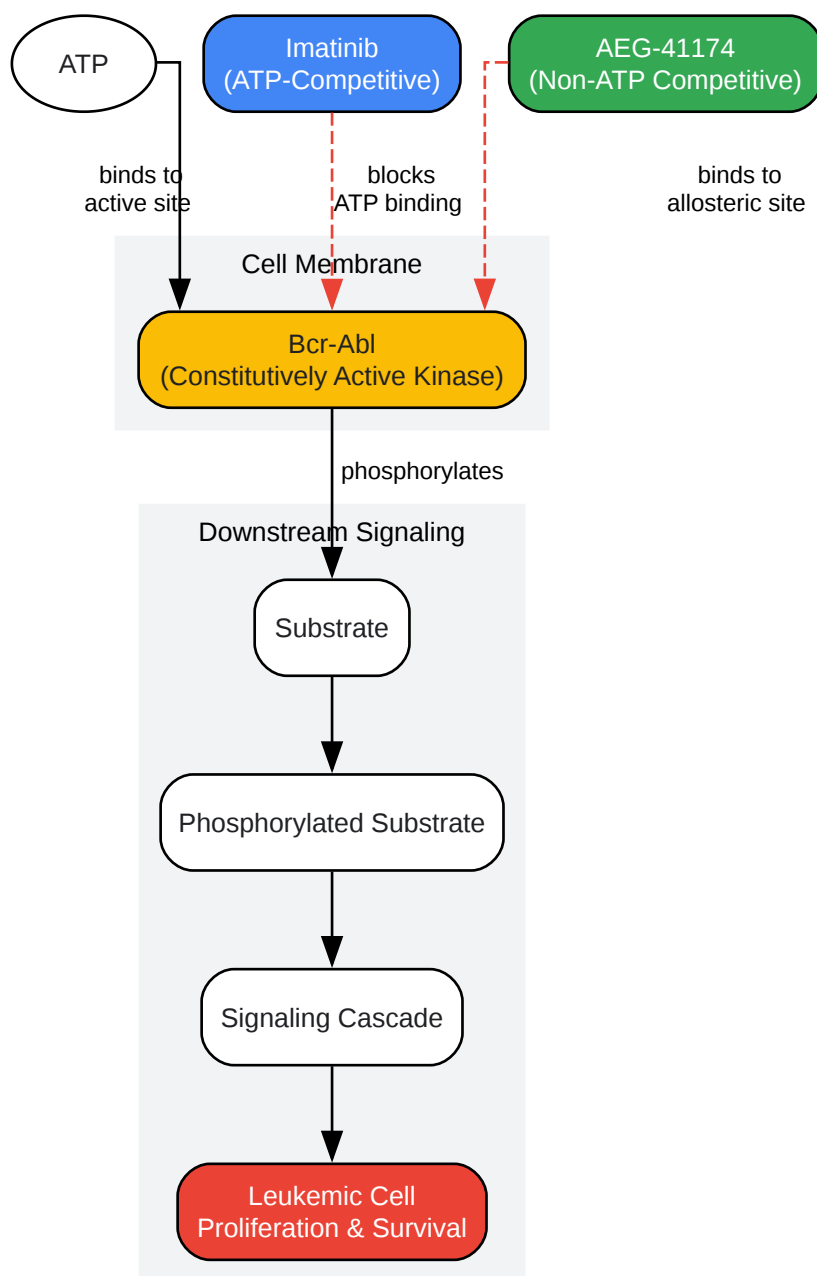 ATP
Imatinib
(ATP-Competitive)
AEG-41174
(Non-ATP Competitive)
binds to
active site
blocks
ATP binding
binds to
allosteric site
Cell Membrane
Bcr-Abl
(Constitutively Active Kinase)
phosphorylates
Downstream Signaling
Substrate
Phosphorylated Substrate
Signaling Cascade
Leukemic Cell
Proliferation & Survival